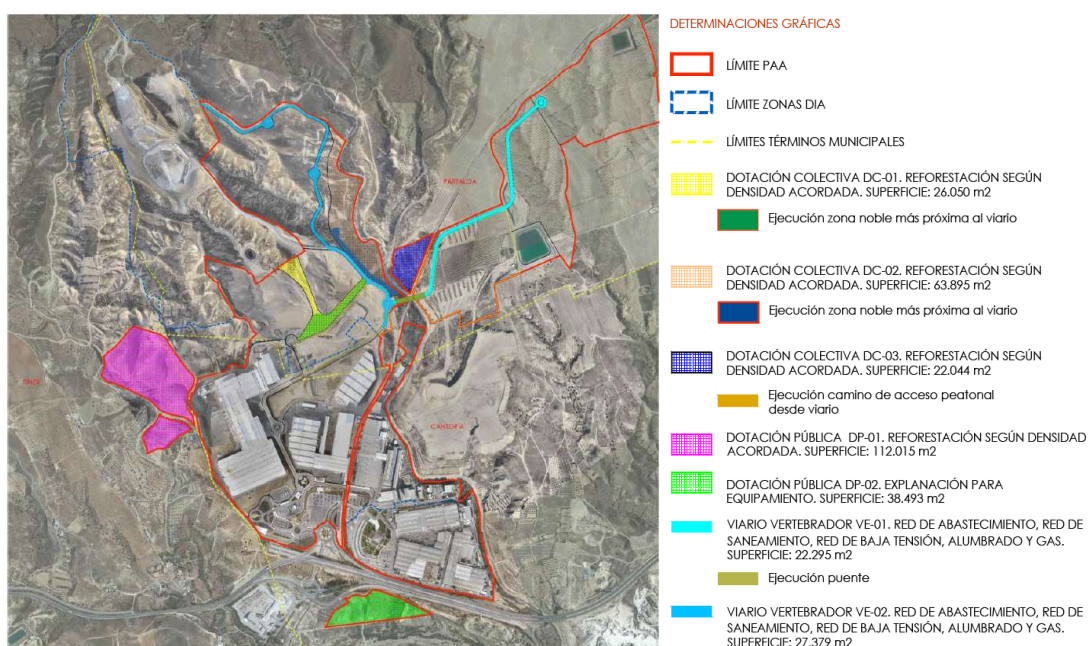 DETERMINACIONES GRÁFICAS
LÍMITE PAA
LÍMITE ZONAS DIA
LÍMITES TÉRMINOS MUNICIPALES
DOTACIÓN COLECTIVA DC-01. REFORESTACIÓN SEGÚN
DENSIDAD ACORDADA. SUPERFICIE: 26.050 m2
Ejecución zona noble más próxima al viario
DOTACIÓN COLECTIVA DC-02. REFORESTACIÓN SEGÚN
DENSIDAD ACORDADA. SUPERFICIE: 63.895 m2
Ejecución zona noble más próxima al viario
DOTACIÓN COLECTIVA DC-03. REFORESTACIÓN SEGÚN
DENSIDAD ACORDADA. SUPERFICIE: 22.044 m2
Ejecución camino de acceso peatonal
desde viario
DOTACIÓN PÚBLICA DP-01. REFORESTACIÓN SEGÚN DENSIDAD
ACORDADA. SUPERFICIE: 112.015 m2
DOTACIÓN PÚBLICA DP-02. EXPLANACIÓN PARA
EQUIPAMIENTO. SUPERFICIE: 38.493 m2
VIARIO VERTEBRADOR VE-01. RED DE ABASTECIMIENTO, RED DE
SANEAMIENTO, RED DE BAJA TENSIÓN, ALUMBRADO Y GAS.
SUPERFICIE: 22.295 m2
Ejecución puente
VIARIO VERTEBRADOR VE-02. RED DE ABASTECIMIENTO, RED DE
SANEAMIENTO, RED DE BAJA TENSIÓN, ALUMBRADO Y GAS.
SUPERFICIE: 27.379 m2
PARTALOA
CANTORIA